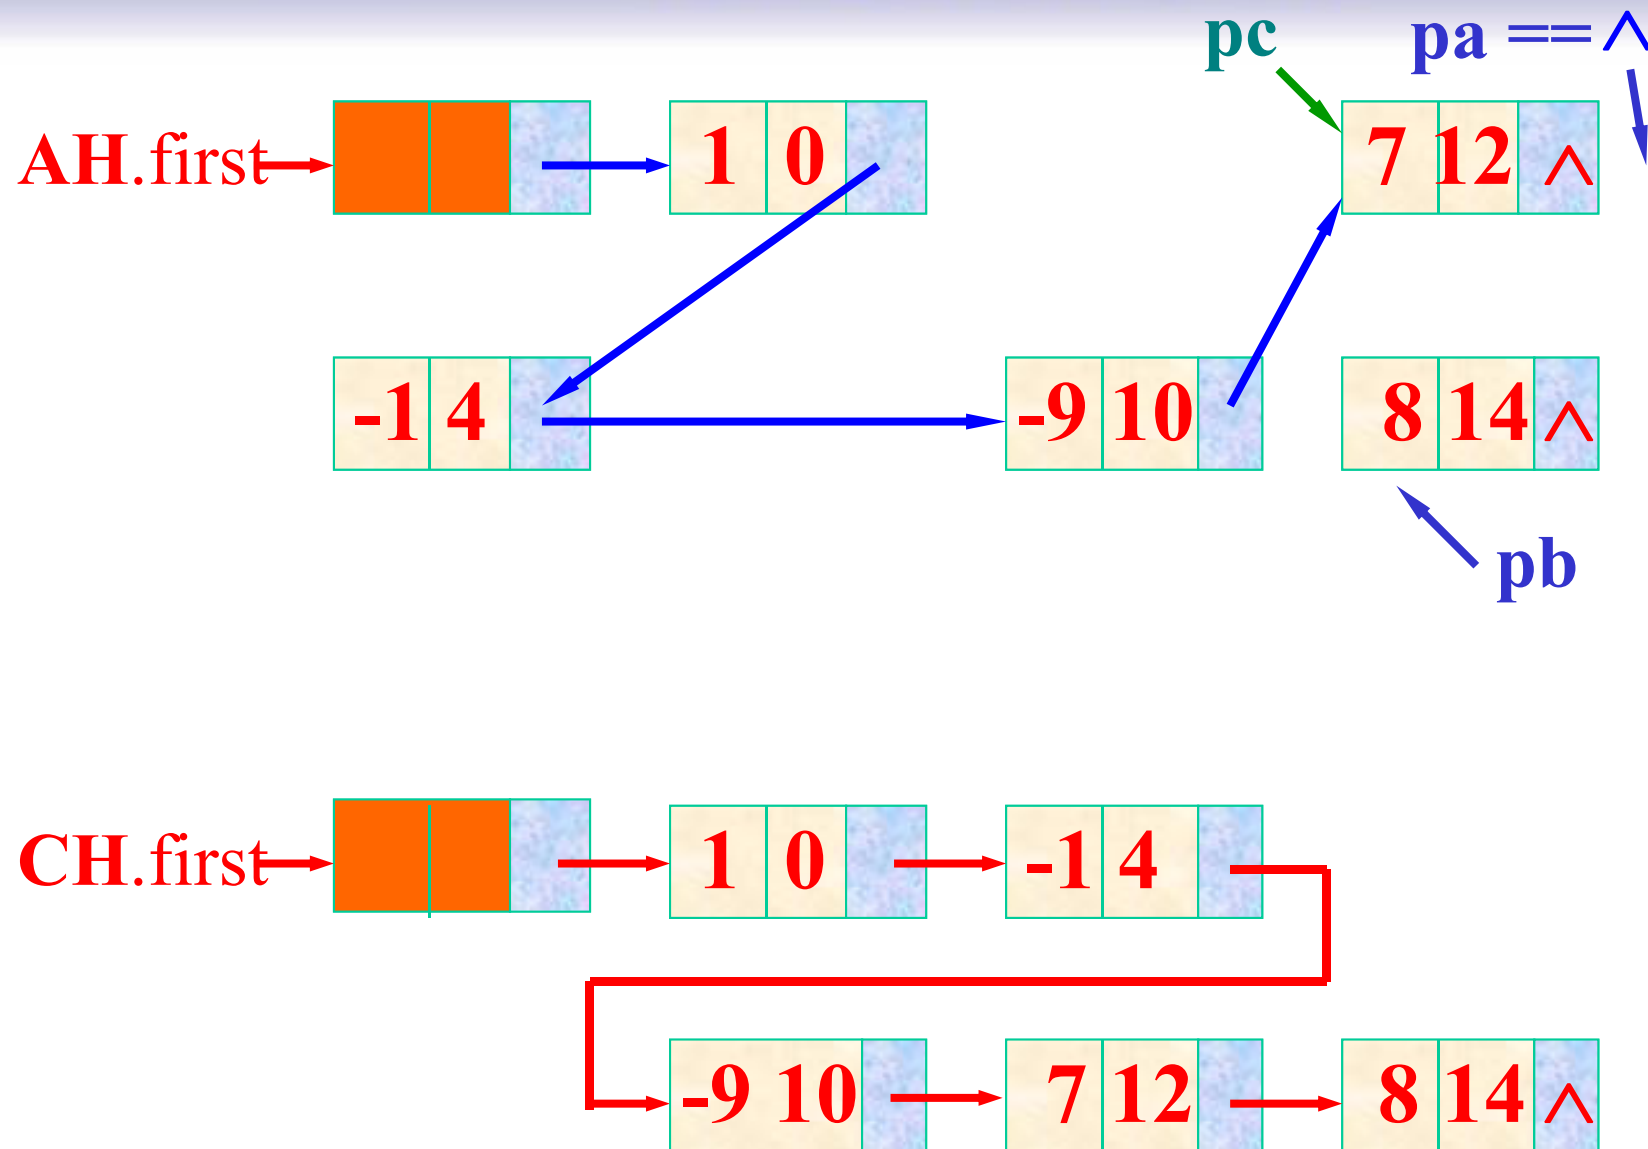 pc pa == ∧
AH.first 1 0 7 12 ∧
-1 4 -9 10 8 14 ∧
pb
CH.first 1 0 -1 4
-9 10 7 12 8 14 ∧